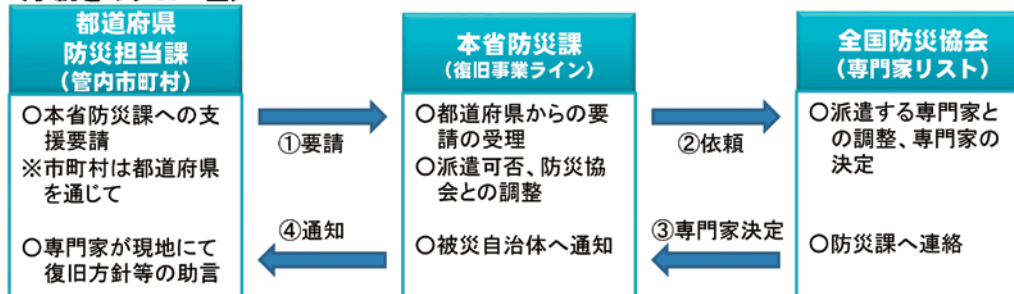 都道府県
防災担当課
（管内市町村）
〇本省防災課への支
援要請
※市町村は都道府県
を通じて
〇専門家が現地にて
復旧方針等の助言
①要請
④通知
本省防災課
（復旧事業ライン）
〇都道府県からの要
請の受理
〇派遣可否、防災協
会との調整
〇被災自治体へ通知
②依頼
③専門家決定
全国防災協会
（専門家リスト）
〇派遣する専門家と
の調整、専門家の
決定
〇防災課へ連絡